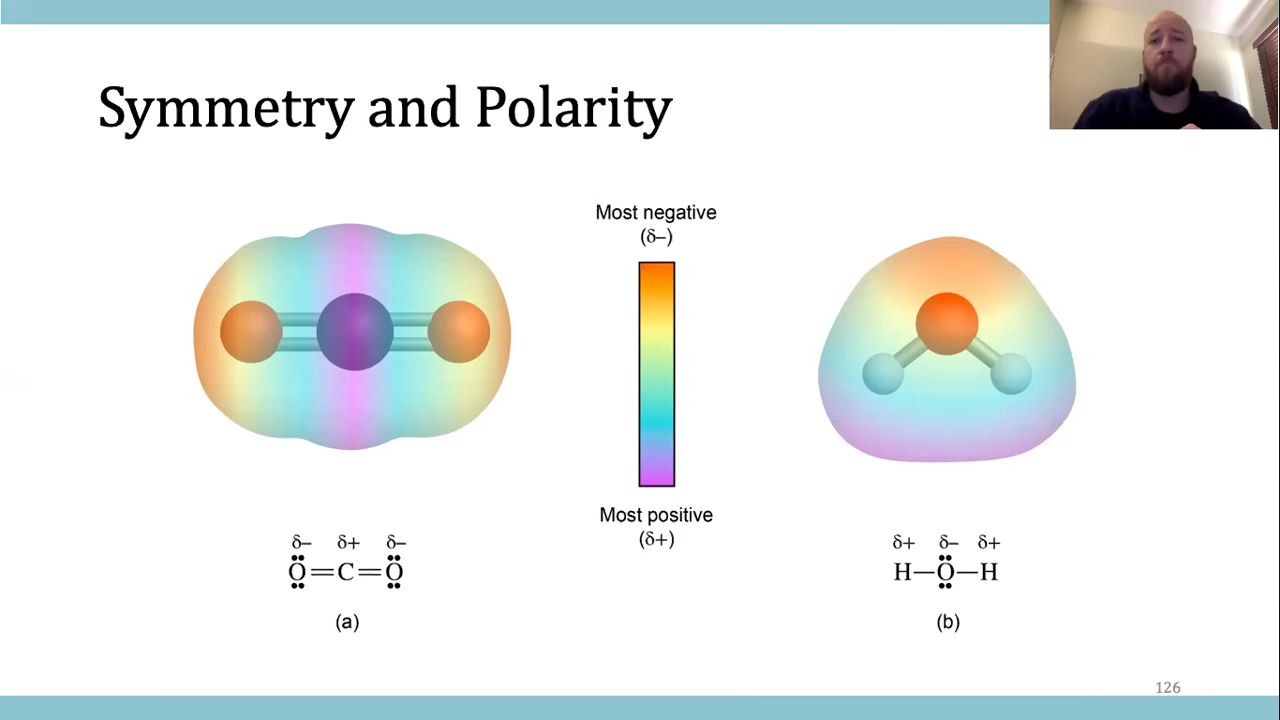 Symmetry and Polarity
Most negative
(δ−)
Most positive
(δ+)
δ− δ+ δ−
O=C=O
(a)
δ+ δ− δ+
H—O—H
(b)
126